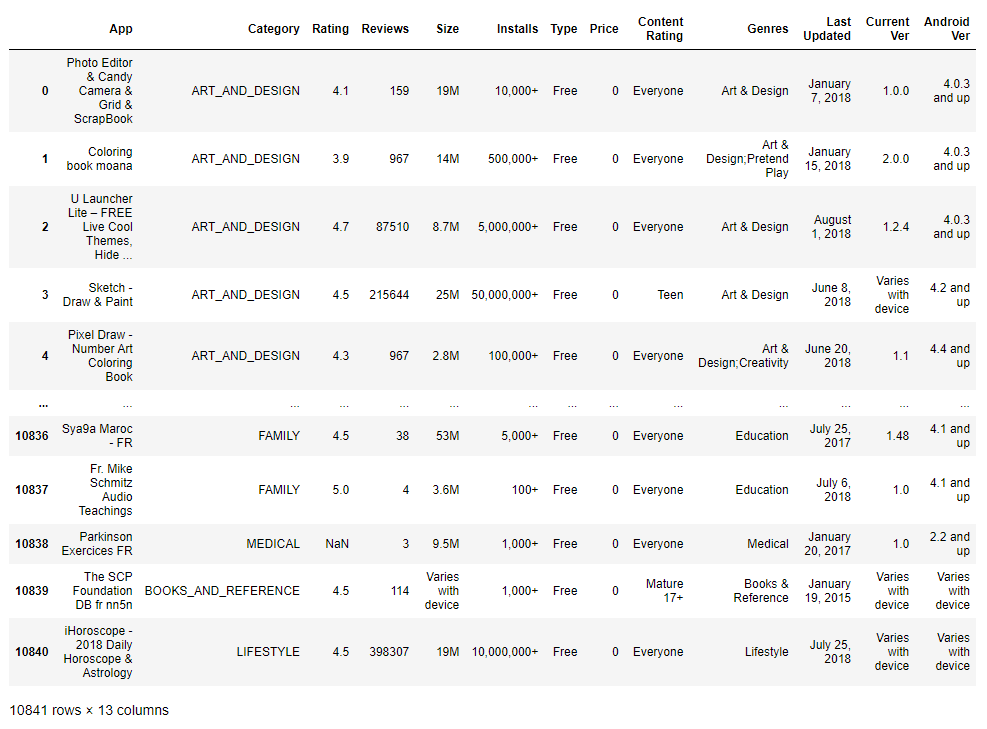 App Category Rating Reviews Size Installs Type Price Content Rating Genres Last Updated Current Ver Android Ver
0 Photo Editor & Candy Camera & Grid & ScrapBook ART_AND_DESIGN 4.1 159 19M 10,000+ Free 0 Everyone Art & Design January 7, 2018 1.0.0 4.0.3 and up
1 Coloring book moana ART_AND_DESIGN 3.9 967 14M 500,000+ Free 0 Everyone Art & Design;Pretend Play January 15, 2018 2.0.0 4.0.3 and up
2 U Launcher Lite – FREE Live Cool Themes, Hide ... ART_AND_DESIGN 4.7 87510 8.7M 5,000,000+ Free 0 Everyone Art & Design August 1, 2018 1.2.4 4.0.3 and up
3 Sketch - Draw & Paint ART_AND_DESIGN 4.5 215644 25M 50,000,000+ Free 0 Teen Art & Design June 8, 2018 Varies with device 4.2 and up
4 Pixel Draw - Number Art Coloring Book ART_AND_DESIGN 4.3 967 2.8M 100,000+ Free 0 Everyone Art & Design;Creativity June 20, 2018 1.1 4.4 and up
... ... ... ... ... ... ... ... ... ... ... ... ... ...
10836 Sya9a Maroc - FR FAMILY 4.5 38 53M 5,000+ Free 0 Everyone Education July 25, 2017 1.48 4.1 and up
10837 Fr. Mike Schmitz Audio Teachings FAMILY 5.0 4 3.6M 100+ Free 0 Everyone Education July 6, 2018 1.0 4.1 and up
10838 Parkinson Exercices FR MEDICAL NaN 3 9.5M 1,000+ Free 0 Everyone Medical January 20, 2017 1.0 2.2 and up
10839 The SCP Foundation DB fr nn5n BOOKS_AND_REFERENCE 4.5 114 Varies with device 1,000+ Free 0 Mature 17+ Books & Reference January 19, 2015 Varies with device Varies with device
10840 iHoroscope - 2018 Daily Horoscope & Astrology LIFESTYLE 4.5 398307 19M 10,000,000+ Free 0 Everyone Lifestyle July 25, 2018 Varies with device Varies with device
10841 rows × 13 columns